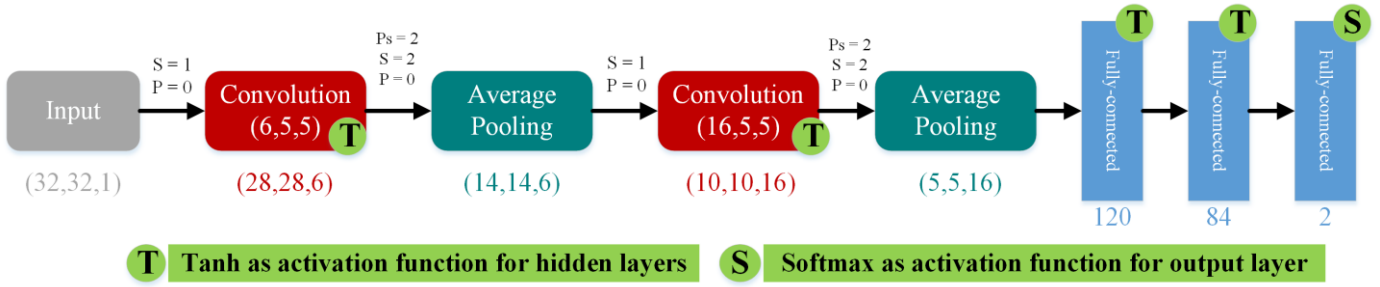 Input
(32,32,1)
S = 1
P = 0
Convolution
(6,5,5)
T
(28,28,6)
Ps = 2
S = 2
P = 0
Average
Pooling
(14,14,6)
S = 1
P = 0
Convolution
(16,5,5)
T
(10,10,16)
Ps = 2
S = 2
P = 0
Average
Pooling
(5,5,16)
T
Fully-connected
120
T
Fully-connected
84
S
Fully-connected
2
T Tanh as activation function for hidden layers
S Softmax as activation function for output layer